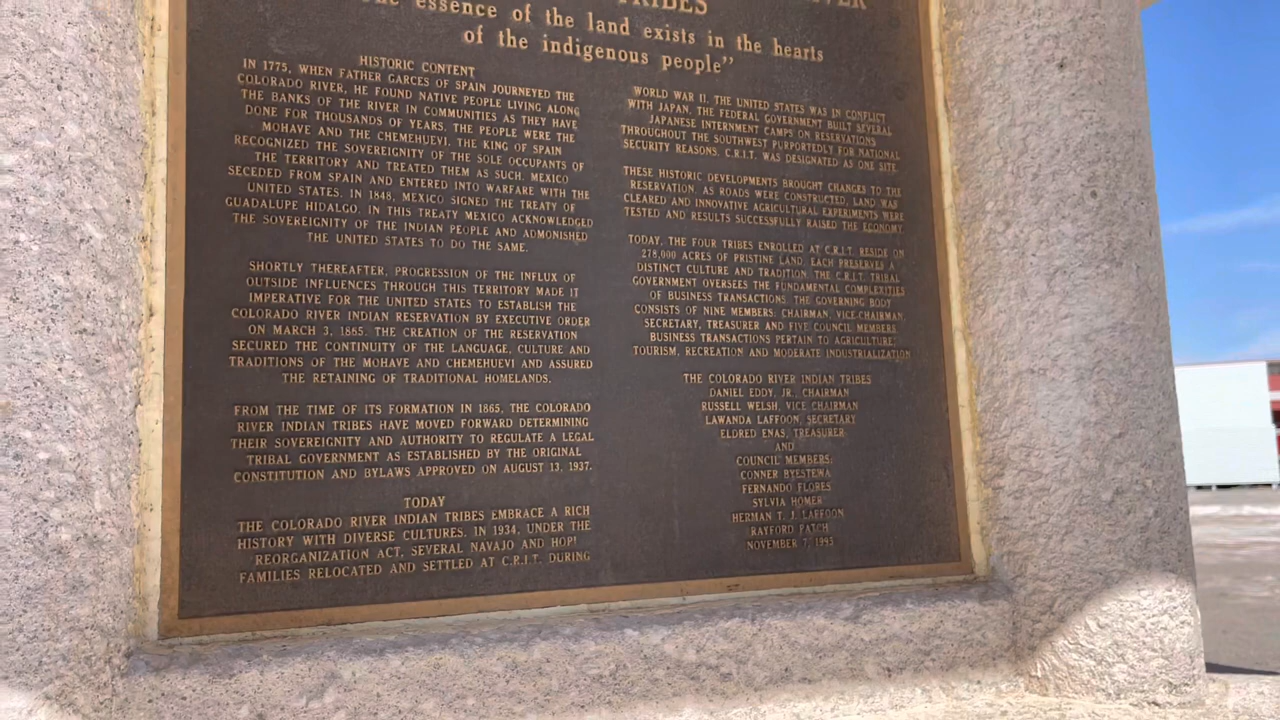 TRIBES
essence of the land exists in the hearts
of the indigenous people"
HISTORIC CONTENT
IN 1775, WHEN FATHER GARCES OF SPAIN JOURNEYED THE
COLORADO RIVER, HE FOUND NATIVE PEOPLE LIVING ALONG
THE BANKS OF THE RIVER IN COMMUNITIES AS THEY HAVE
DONE FOR THOUSANDS OF YEARS. THE PEOPLE WERE THE
MOHAVE AND THE CHEMEHUEVI. THE KING OF SPAIN
RECOGNIZED THE SOVEREIGNTY OF THE SOLE OCCUPANTS OF
THE TERRITORY AND TREATED THEM AS SUCH. MEXICO
SECEDED FROM SPAIN AND ENTERED INTO WARFARE WITH THE
UNITED STATES. IN 1848, MEXICO SIGNED THE TREATY OF
GUADALUPE HIDALGO. IN THIS TREATY MEXICO ACKNOWLEDGED
THE SOVEREIGNTY OF THE INDIAN PEOPLE AND ADMONISHED
THE UNITED STATES TO DO THE SAME.
SHORTLY THEREAFTER, PROGRESSION OF THE INFLUX OF
OUTSIDE INFLUENCES THROUGH THIS TERRITORY MADE IT
IMPERATIVE FOR THE UNITED STATES TO ESTABLISH THE
COLORADO RIVER INDIAN RESERVATION BY EXECUTIVE ORDER
ON MARCH 3, 1865. THE CREATION OF THE RESERVATION
SECURED THE CONTINUITY OF THE LANGUAGE, CULTURE AND
TRADITIONS OF THE MOHAVE AND CHEMEHUEVI AND ASSURED
THE RETAINING OF TRADITIONAL HOMELANDS.
FROM THE TIME OF ITS FORMATION IN 1865, THE COLORADO
RIVER INDIAN TRIBES HAVE MOVED FORWARD DETERMINING
THEIR SOVEREIGNTY AND AUTHORITY TO REGULATE A LEGAL
TRIBAL GOVERNMENT AS ESTABLISHED BY THE ORIGINAL
CONSTITUTION AND BYLAWS APPROVED ON AUGUST 13, 1937.
TODAY
THE COLORADO RIVER INDIAN TRIBES EMBRACE A RICH
HISTORY WITH DIVERSE CULTURES. IN 1934, UNDER THE
REORGANIZATION ACT, SEVERAL NAVAJO AND HOPI
FAMILIES RELOCATED AND SETTLED AT C.R.I.T. DURING
WORLD WAR II, THE UNITED STATES WAS IN CONFLICT
WITH JAPAN. THE FEDERAL GOVERNMENT BUILT SEVERAL
JAPANESE INTERNMENT CAMPS ON RESERVATIONS
THROUGHOUT THE SOUTHWEST PURPORTEDLY FOR NATIONAL
SECURITY REASONS. C.R.I.T. WAS DESIGNATED AS ONE SITE.
THESE HISTORIC DEVELOPMENTS BROUGHT CHANGES TO THE
RESERVATION. AS ROADS WERE CONSTRUCTED, LAND WAS
CLEARED AND INNOVATIVE AGRICULTURAL EXPERIMENTS WERE
TESTED AND RESULTS SUCCESSFULLY RAISED THE ECONOMY.
TODAY, THE FOUR TRIBES ENROLLED AT C.R.I.T. RESIDE ON
278,000 ACRES OF PRISTINE LAND. EACH PRESERVES A
DISTINCT CULTURE AND TRADITION. THE C.R.I.T. TRIBAL
GOVERNMENT OVERSEES THE FUNDAMENTAL COMPLEXITIES
OF BUSINESS TRANSACTIONS. THE GOVERNING BODY
CONSISTS OF NINE MEMBERS, CHAIRMAN, VICE-CHAIRMAN,
SECRETARY, TREASURER AND FIVE COUNCIL MEMBERS.
BUSINESS TRANSACTIONS PERTAIN TO AGRICULTURE,
TOURISM, RECREATION AND MODERATE INDUSTRIALIZATION.
THE COLORADO RIVER INDIAN TRIBES
DANIEL EDDY, JR., CHAIRMAN
RUSSELL WELSH, VICE CHAIRMAN
LAWANDA LAFFOON, SECRETARY
ELDRED ENAS, TREASURER
AND
COUNCIL MEMBERS:
CONNER BYESTEWA
FERNANDO FLORES
SYLVIA HOMER
HERMAN T. J. LAFFOON
RAYFORD PATCH
NOVEMBER 7, 1993